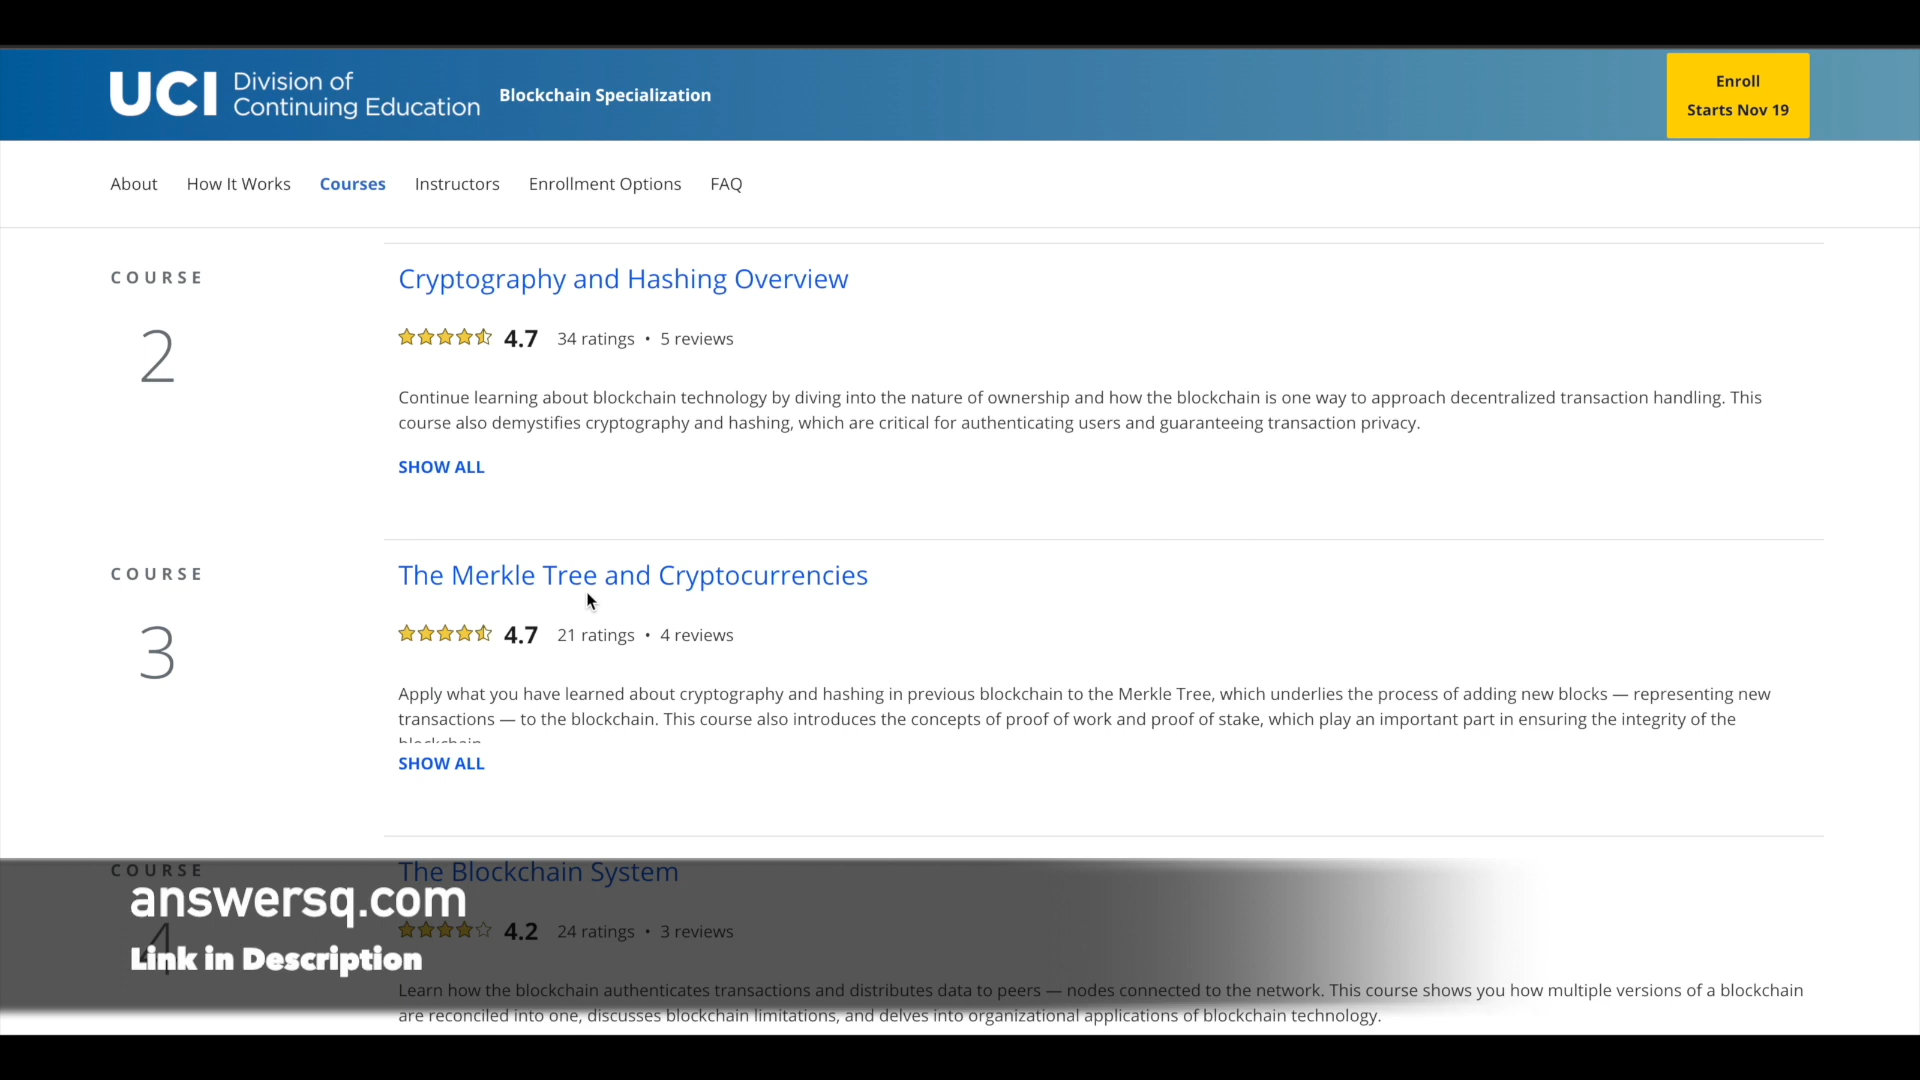 UCI Division of
Continuing Education
Blockchain Specialization
Enroll
Starts Nov 19
About How It Works Courses Instructors Enrollment Options FAQ
COURSE
2
Cryptography and Hashing Overview
4.7 34 ratings • 5 reviews
Continue learning about blockchain technology by diving into the nature of ownership and how the blockchain is one way to approach decentralized transaction handling. This
course also demystifies cryptography and hashing, which are critical for authenticating users and guaranteeing transaction privacy.
SHOW ALL
COURSE
3
The Merkle Tree and Cryptocurrencies
4.7 21 ratings • 4 reviews
Apply what you have learned about cryptography and hashing in previous blockchain to the Merkle Tree, which underlies the process of adding new blocks — representing new
transactions — to the blockchain. This course also introduces the concepts of proof of work and proof of stake, which play an important part in ensuring the integrity of the
blockchain.
SHOW ALL
COURSE
4
The Blockchain System
4.2 24 ratings • 3 reviews
Learn how the blockchain authenticates transactions and distributes data to peers — nodes connected to the network. This course shows you how multiple versions of a blockchain
are reconciled into one, discusses blockchain limitations, and delves into organizational applications of blockchain technology.
answersq.com
Link in Description